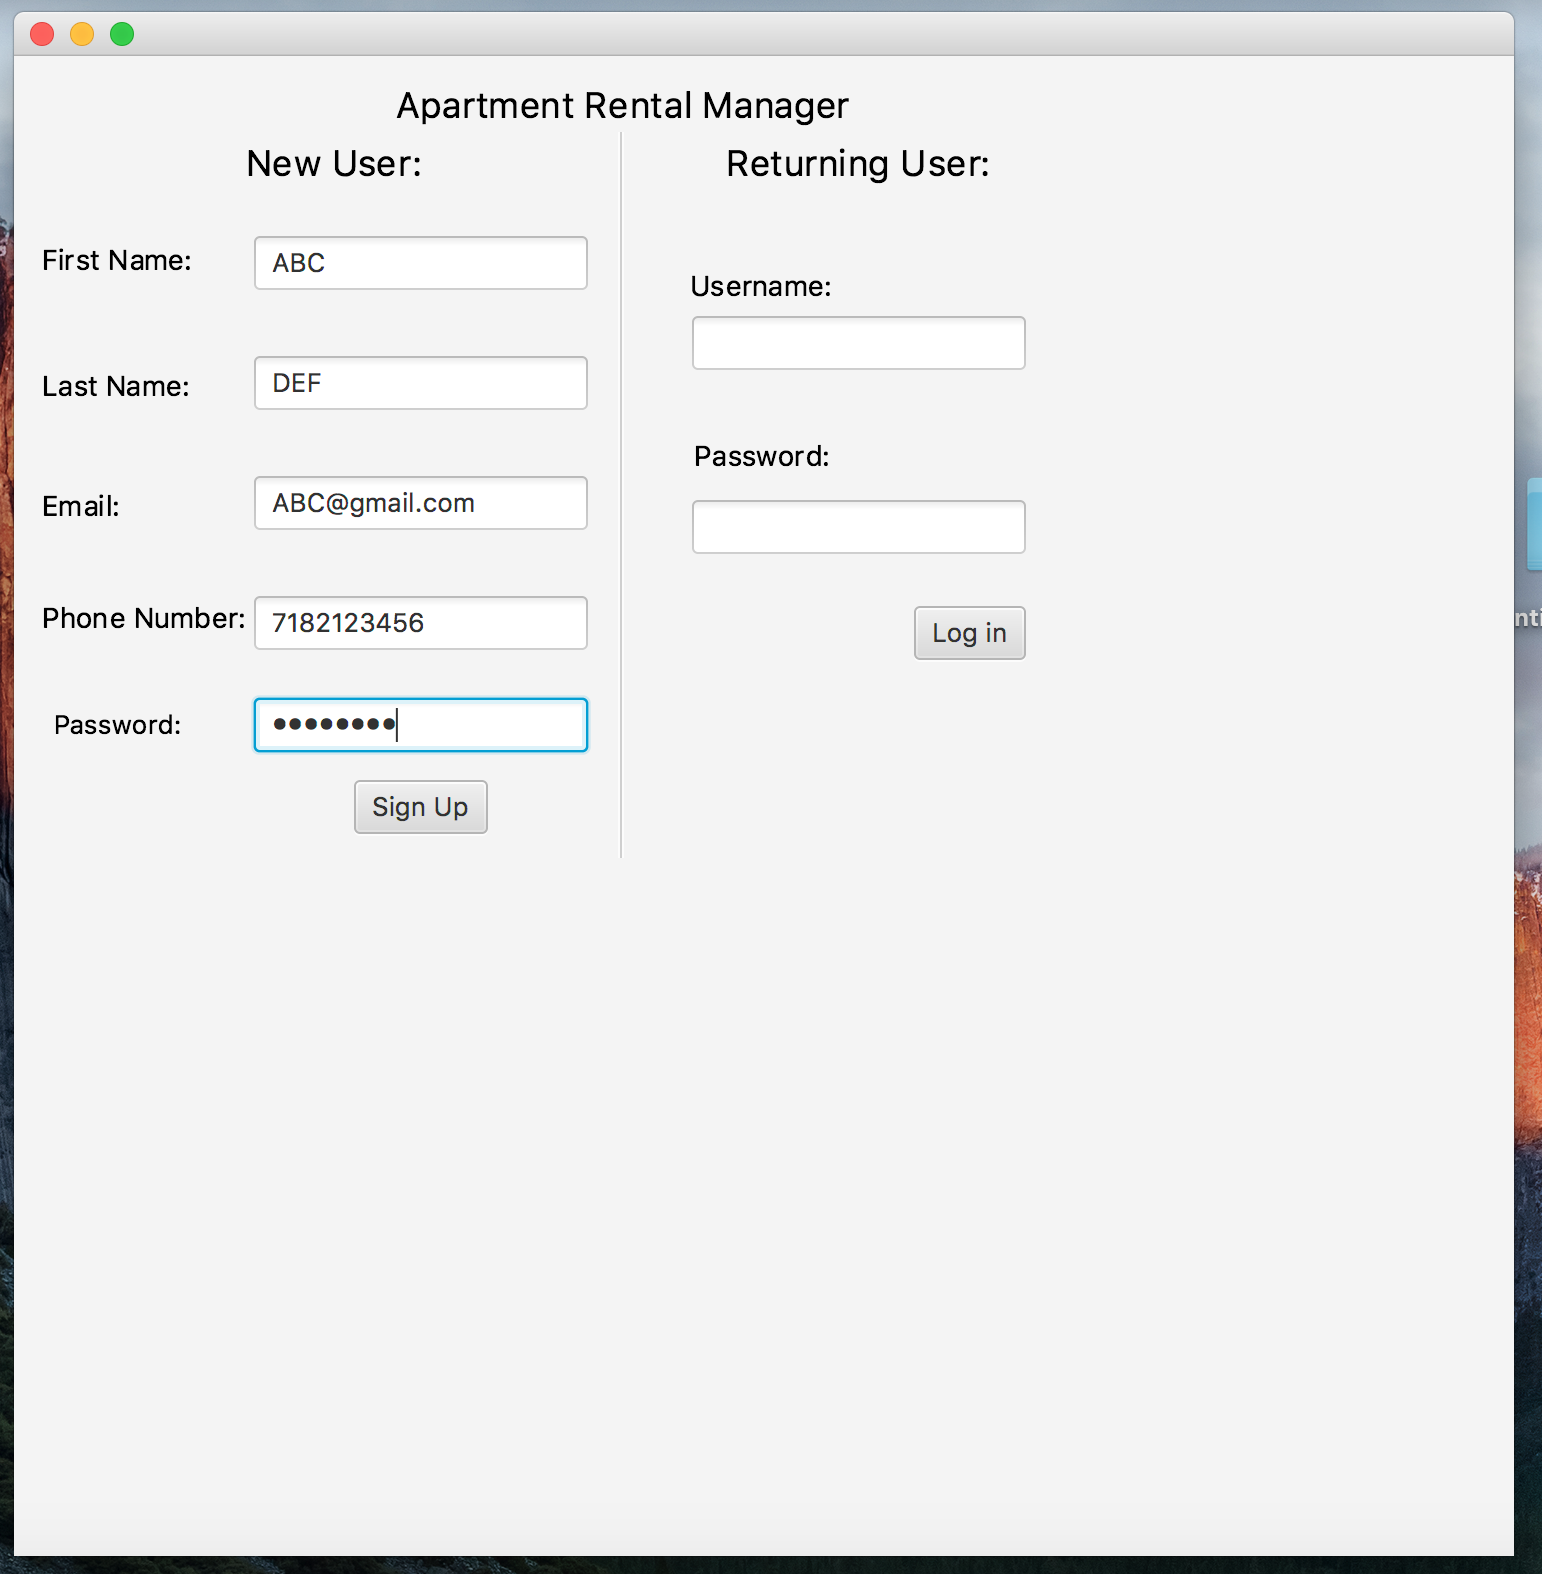 Apartment Rental Manager
New User:
First Name: ABC
Last Name: DEF
Email: ABC@gmail.com
Phone Number: 7182123456
Password: ••••••••
Sign Up
Returning User:
Username:
Password:
Log in
nti